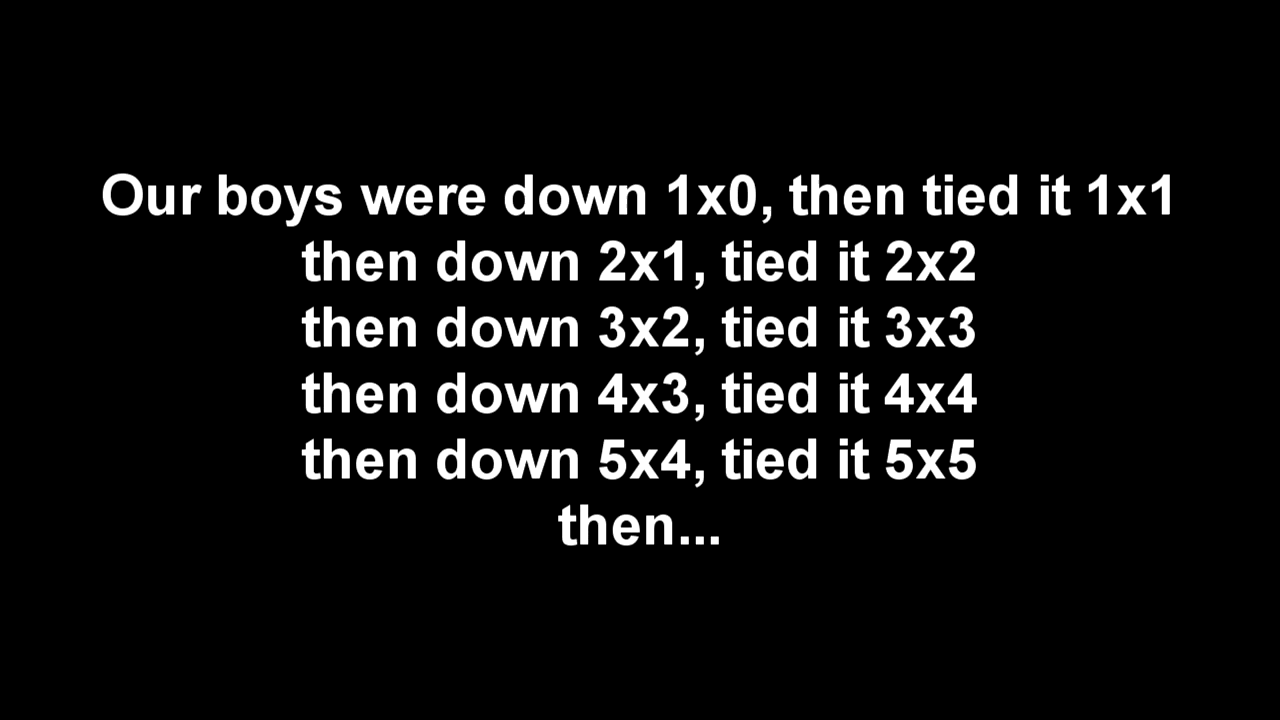 Our boys were down 1x0, then tied it 1x1
then down 2x1, tied it 2x2
then down 3x2, tied it 3x3
then down 4x3, tied it 4x4
then down 5x4, tied it 5x5
then...